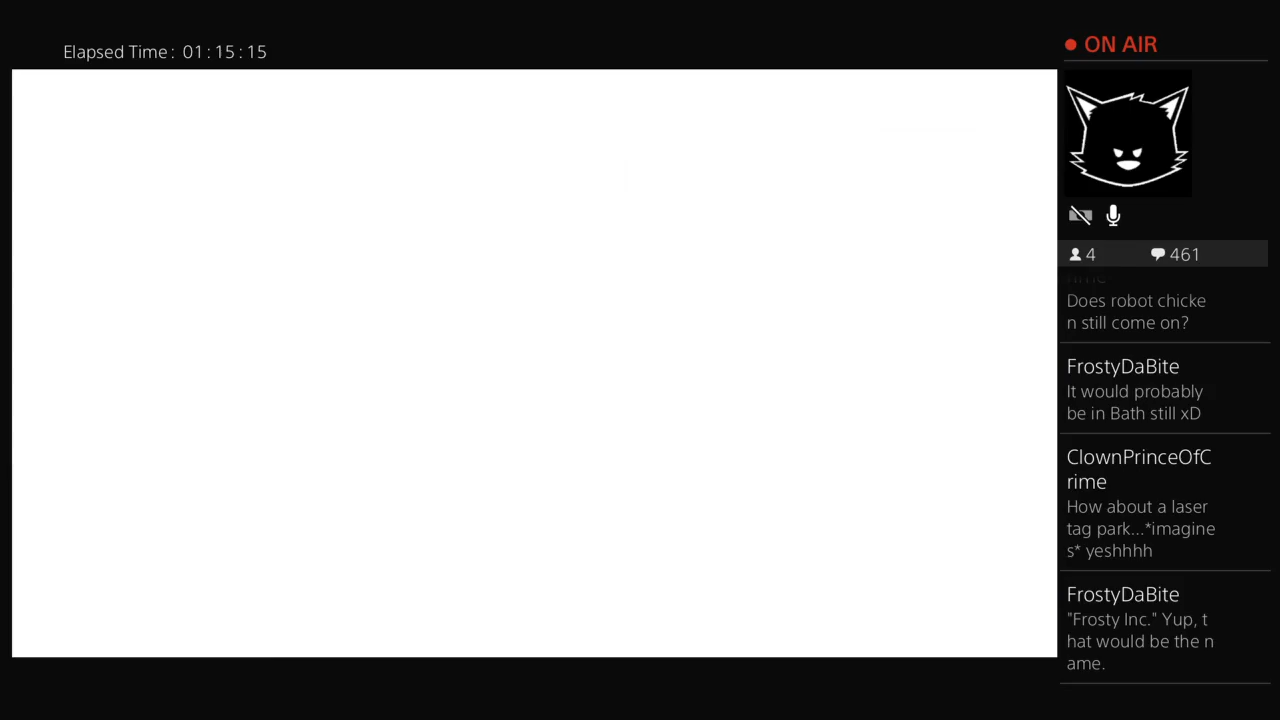 Elapsed Time: 01:15:15
ON AIR
4 461
Does robot chicke
n still come on?
FrostyDaBite
It would probably
be in Bath still xD
ClownPrinceOfC
rime
How about a laser
tag park...*imagine
s* yeshhhh
FrostyDaBite
"Frosty Inc." Yup, t
hat would be the n
ame.